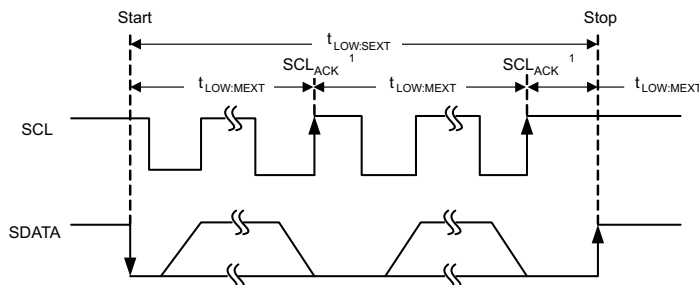 Start Stop
tLOW:SEXT
SCLACK 1 SCLACK 1
tLOW:MEXT tLOW:MEXT tLOW:MEXT
SCL
SDATA